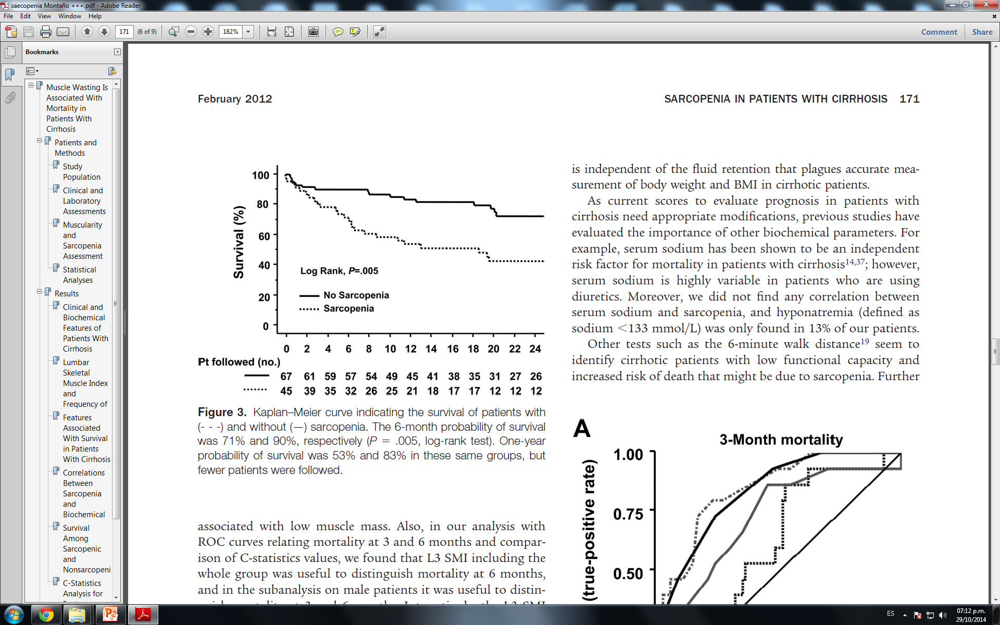 saecopenia Montaño +++.pdf - Adobe Reader
File Edit View Window Help
171 (6 of 9) 182% Comment Share
Bookmarks
Muscle Wasting Is
Associated With
Mortality in
Patients With
Cirrhosis
Patients and
Methods
Study
Population
Clinical and
Laboratory
Assessments
Muscularity
and
Sarcopenia
Assessment
Statistical
Analyses
Results
Clinical and
Biochemical
Features of
Patients With
Cirrhosis
Lumbar
Skeletal
Muscle Index
and
Frequency of
Features
Associated
With Survival
in Patients
With Cirrhosis
Correlations
Between
Sarcopenia
and
Biochemical
Survival
Among
Sarcopenic
and
Nonsarcopeni
C-Statistics
Analysis for
February 2012
SARCOPENIA IN PATIENTS WITH CIRRHOSIS 171
Survival (%)
100
80
60
40
20
0
Log Rank, P=.005
No Sarcopenia
Sarcopenia
0 2 4 6 8 10 12 14 16 18 20 22 24
Pt followed (no.)
67 61 59 57 54 49 45 41 38 35 31 27 26
45 39 35 32 26 25 21 18 17 17 12 12 12
Figure 3. Kaplan–Meier curve indicating the survival of patients with
(- - -) and without (—) sarcopenia. The 6-month probability of survival
was 71% and 90%, respectively (P = .005, log-rank test). One-year
probability of survival was 53% and 83% in these same groups, but
fewer patients were followed.
associated with low muscle mass. Also, in our analysis with
ROC curves relating mortality at 3 and 6 months and compar-
ison of C-statistics values, we found that L3 SMI including the
whole group was useful to distinguish mortality at 6 months,
and in the subanalysis on male patients it was useful to distin-
is independent of the fluid retention that plagues accurate mea-
surement of body weight and BMI in cirrhotic patients.
As current scores to evaluate prognosis in patients with
cirrhosis need appropriate modifications, previous studies have
evaluated the importance of other biochemical parameters. For
example, serum sodium has been shown to be an independent
risk factor for mortality in patients with cirrhosis14,37; however,
serum sodium is highly variable in patients who are using
diuretics. Moreover, we did not find any correlation between
serum sodium and sarcopenia, and hyponatremia (defined as
sodium <133 mmol/L) was only found in 13% of our patients.
Other tests such as the 6-minute walk distance19 seem to
identify cirrhotic patients with low functional capacity and
increased risk of death that might be due to sarcopenia. Further
A
3-Month mortality
1.00
0.75
0.50
(true-positive rate)
ES
07:12 p.m.
29/10/2014